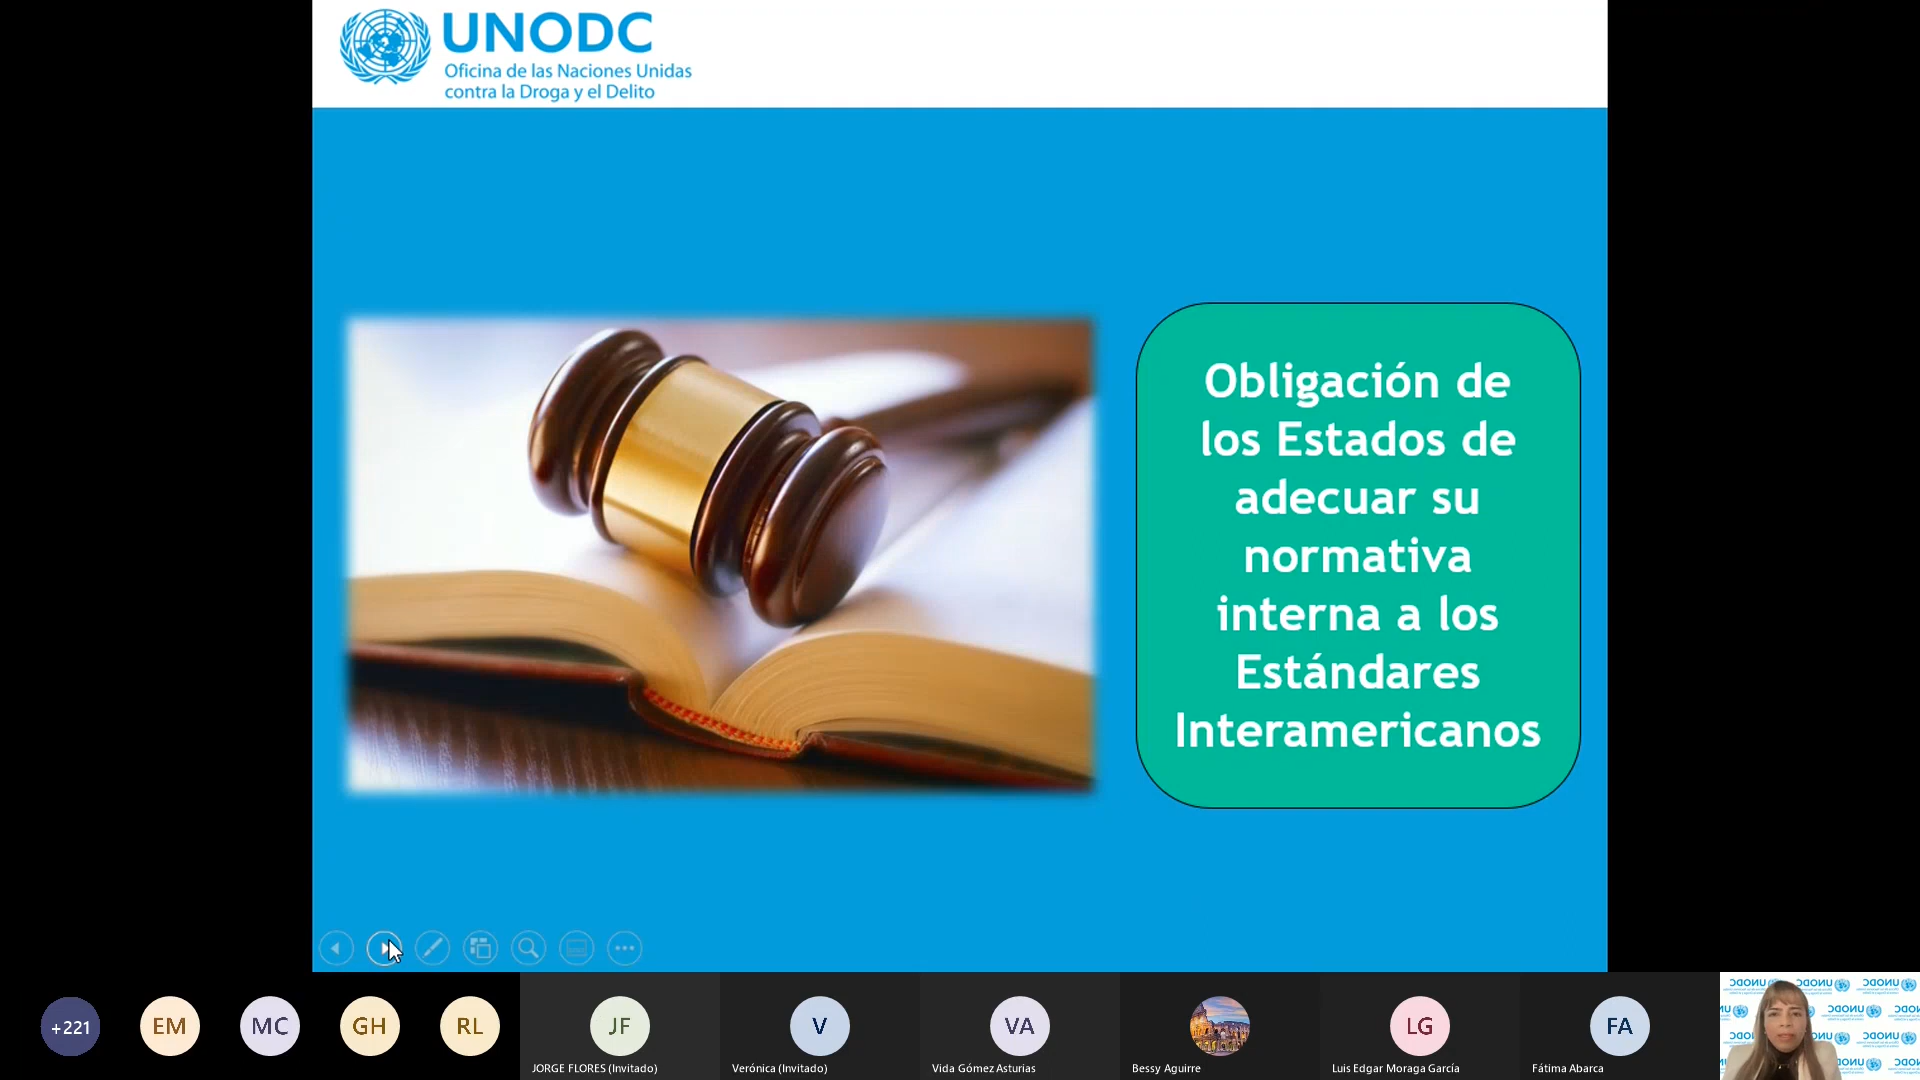 UNODC
Oficina de las Naciones Unidas
contra la Droga y el Delito
Obligación de
los Estados de
adecuar su
normativa
interna a los
Estándares
Interamericanos
+221
EM
MC
GH
RL
JF
JORGE FLORES (Invitado)
V
Verónica (Invitado)
VA
Vida Gómez Asturias
Bessy Aguirre
LG
Luis Edgar Moraga García
FA
Fátima Abarca